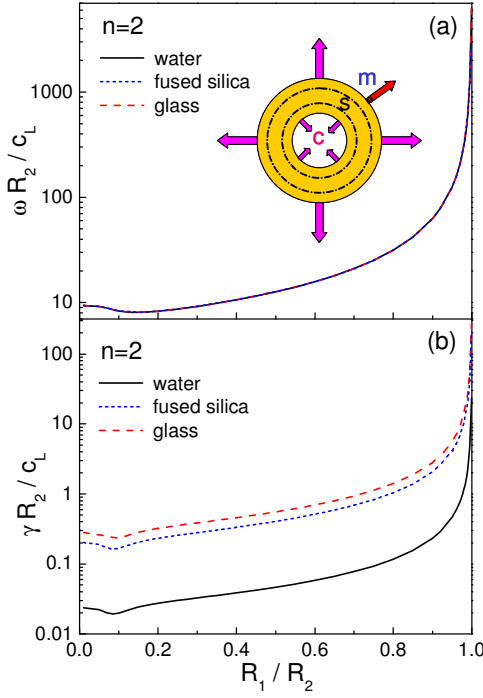 n=2
(a)
water
fused silica
glass
m
S
C
1000
100
10
ω R2 / cL
n=2
(b)
water
fused silica
glass
100
10
1
0.1
0.01
γ R2 / cL
0.0 0.2 0.4 0.6 0.8 1.0
R1 / R2